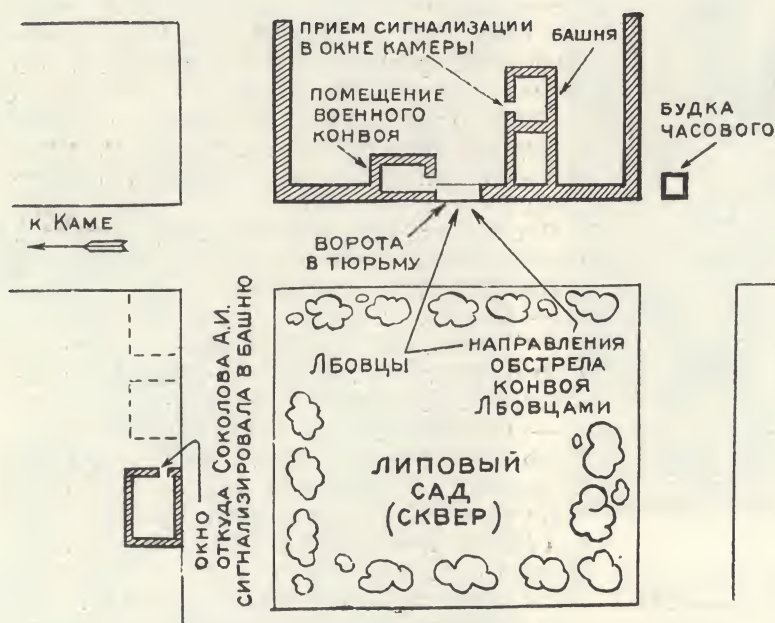 ПРИЕМ СИГНАЛИЗАЦИИ
В ОКНЕ КАМЕРЫ
БАШНЯ
ПОМЕЩЕНИЕ
ВОЕННОГО
КОНВОЯ
БУДКА
ЧАСОВОГО
К КАМЕ
ВОРОТА
В ТЮРЬМУ
ЛБОВЦЫ
НАПРАВЛЕНИЯ
ОБСТРЕЛА
КОНВОЯ
ЛБОВЦАМИ
ЛИПОВЫЙ
САД
(СКВЕР)
ОКНО
ОТКУДА СОКОЛОВА А.И.
СИГНАЛИЗИРОВАЛА В БАШНЮ